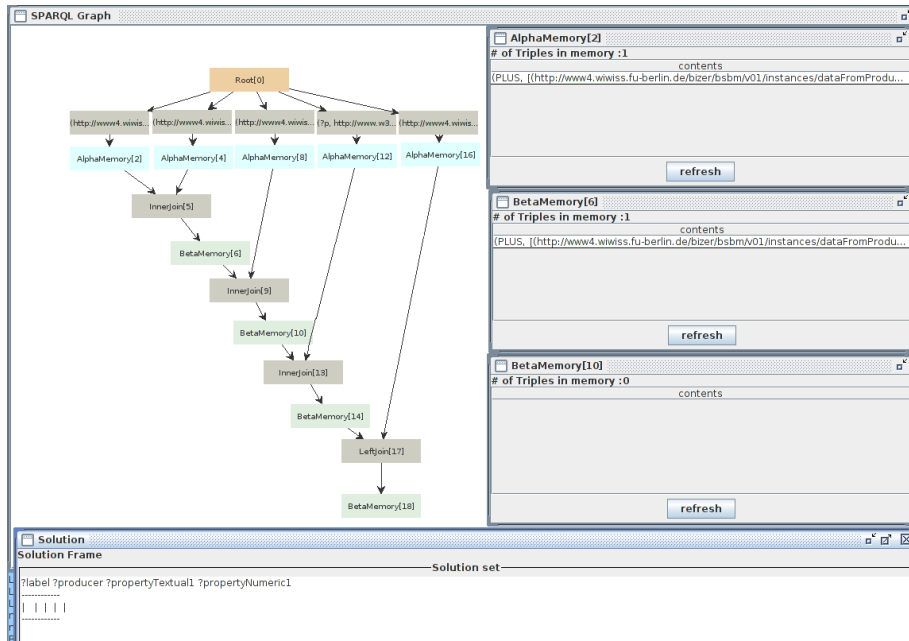 SPARQL Graph
Root[0]
(http://www4.wiwis... (http://www4.wiwis... (http://www4.wiwis... (?p, http://www.w3... (http://www4.wiwis...
AlphaMemory[2] AlphaMemory[4] AlphaMemory[8] AlphaMemory[12] AlphaMemory[16]
InnerJoin[5]
BetaMemory[6]
InnerJoin[9]
BetaMemory[10]
InnerJoin[13]
BetaMemory[14]
LeftJoin[17]
BetaMemory[18]
AlphaMemory[2]
# of Triples in memory :1
contents
(PLUS, [(http://www4.wiwiss.fu-berlin.de/bizer/bsbm/v01/instances/dataFromProdu...
refresh
BetaMemory[6]
# of Triples in memory :1
contents
(PLUS, [(http://www4.wiwiss.fu-berlin.de/bizer/bsbm/v01/instances/dataFromProdu...
refresh
BetaMemory[10]
# of Triples in memory :0
contents
refresh
Solution
Solution Frame
Solution set
?label ?producer ?propertyTextual1 ?propertyNumeric1
------------
| | | | |
------------